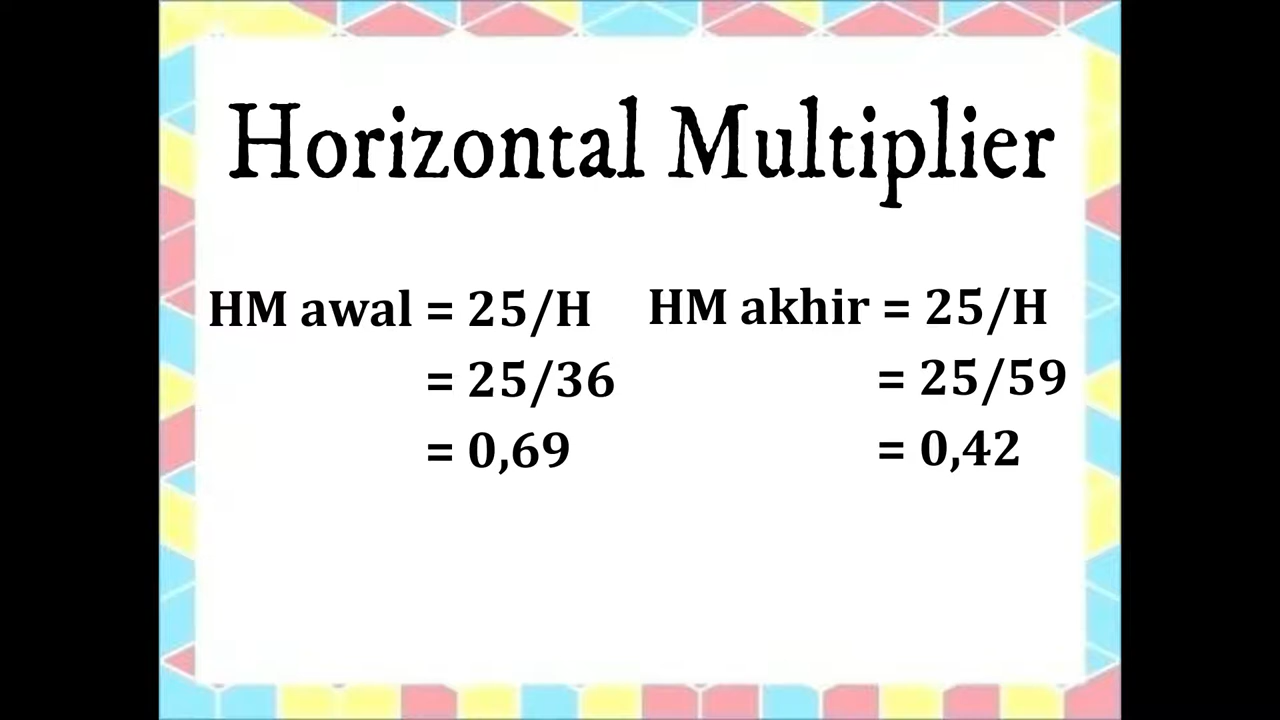 Horizontal Multiplier
HM awal = 25/H
= 25/36
= 0,69
HM akhir = 25/H
= 25/59
= 0,42